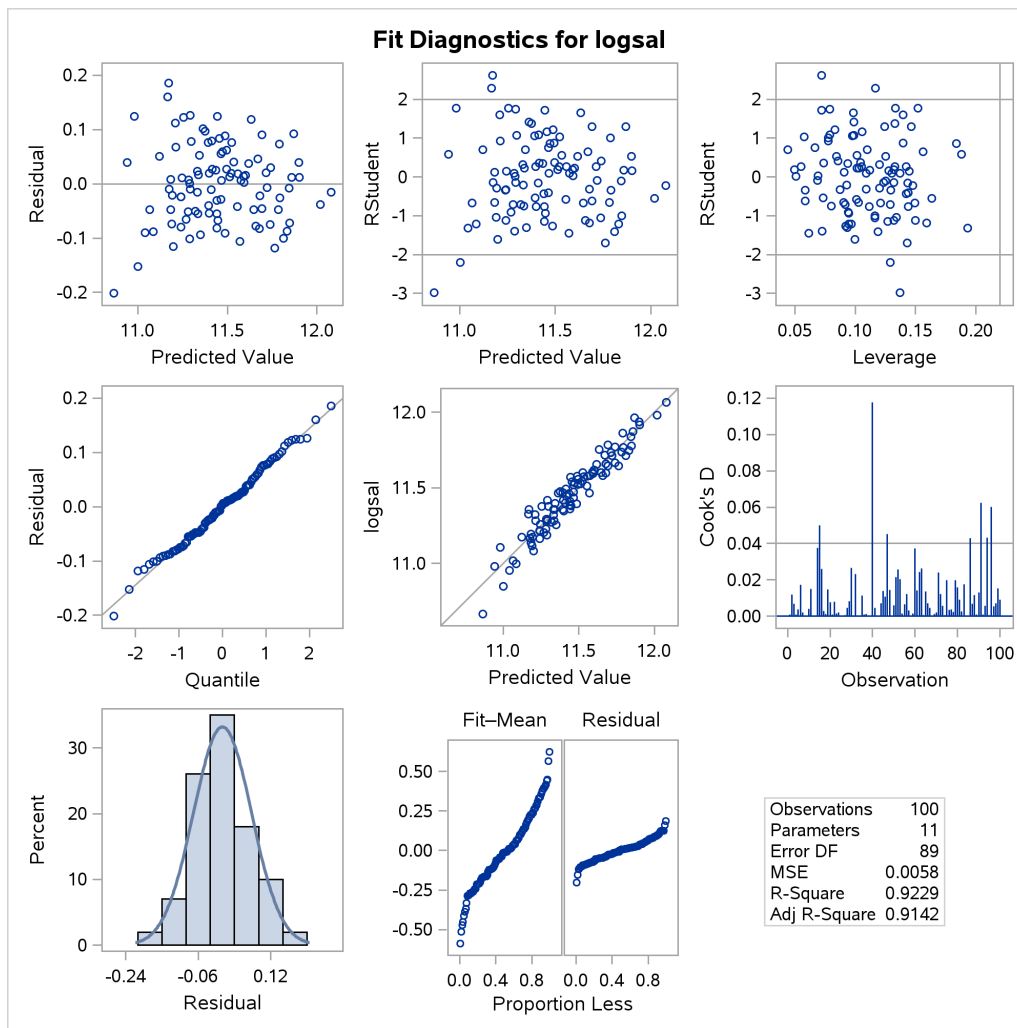 Fit Diagnostics for logsal
Residual
0.2
0.1
0.0
-0.1
-0.2
11.0 11.5 12.0
Predicted Value
RStudent
2
1
0
-1
-2
-3
11.0 11.5 12.0
Predicted Value
RStudent
2
1
0
-1
-2
-3
0.05 0.10 0.15 0.20
Leverage
Residual
0.2
0.1
0.0
-0.1
-0.2
-2 -1 0 1 2
Quantile
logsal
12.0
11.5
11.0
11.0 11.5 12.0
Predicted Value
Cook's D
0.12
0.10
0.08
0.06
0.04
0.02
0.00
0 20 40 60 80 100
Observation
Percent
30
20
10
0
-0.24 -0.06 0.12
Residual
Fit–Mean Residual
0.50
0.25
0.00
-0.25
-0.50
0.0 0.4 0.8 0.0 0.4 0.8
Proportion Less
Observations 100
Parameters 11
Error DF 89
MSE 0.0058
R-Square 0.9229
Adj R-Square 0.9142